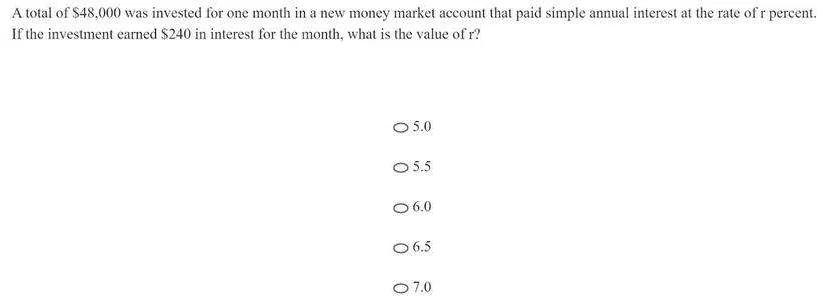 A total of $48,000 was invested for one month in a new money market account that paid simple annual interest at the rate of r percent.
If the investment earned $240 in interest for the month, what is the value of r?
5.0
5.5
6.0
6.5
7.0